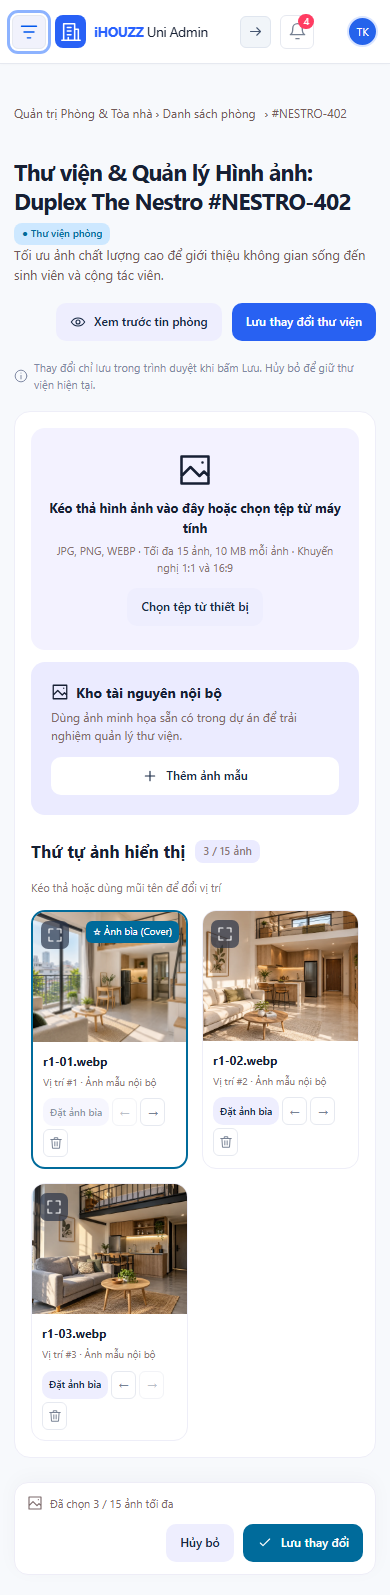 iHOUZZ Uni Admin
4
TK
Quản trị Phòng & Tòa nhà › Danh sách phòng › #NESTRO-402
Thư viện & Quản lý Hình ảnh:
Duplex The Nestro #NESTRO-402
• Thư viện phòng
Tối ưu ảnh chất lượng cao để giới thiệu không gian sống đến
sinh viên và cộng tác viên.
Xem trước tin phòng
Lưu thay đổi thư viện
Thay đổi chỉ lưu trong trình duyệt khi bấm Lưu. Hủy bỏ để giữ thư
viện hiện tại.
Kéo thả hình ảnh vào đây hoặc chọn tệp từ máy
tính
JPG, PNG, WEBP · Tối đa 15 ảnh, 10 MB mỗi ảnh · Khuyến
nghị 1:1 và 16:9
Chọn tệp từ thiết bị
Kho tài nguyên nội bộ
Dùng ảnh minh họa sẵn có trong dự án để trải
nghiệm quản lý thư viện.
+ Thêm ảnh mẫu
Thứ tự ảnh hiển thị
3 / 15 ảnh
Kéo thả hoặc dùng mũi tên để đổi vị trí
☆ Ảnh bìa (Cover)
r1-01.webp
Vị trí #1 · Ảnh mẫu nội bộ
Đặt ảnh bìa ← →
r1-02.webp
Vị trí #2 · Ảnh mẫu nội bộ
Đặt ảnh bìa ← →
r1-03.webp
Vị trí #3 · Ảnh mẫu nội bộ
Đặt ảnh bìa ← →
Đã chọn 3 / 15 ảnh tối đa
Hủy bỏ
Lưu thay đổi